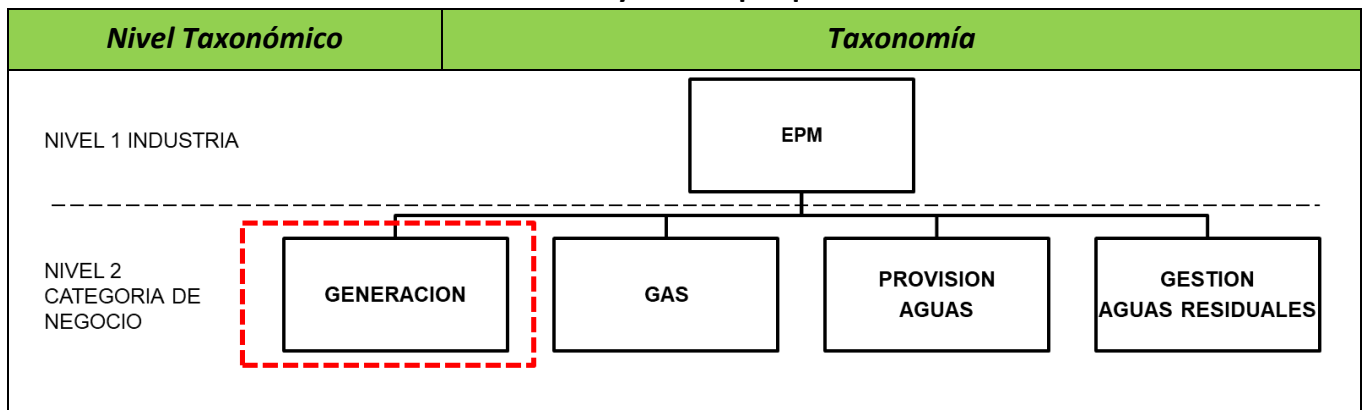 Nivel Taxonómico
Taxonomía
NIVEL 1 INDUSTRIA
EPM
NIVEL 2
CATEGORIA DE
NEGOCIO
GENERACION
GAS
PROVISION
AGUAS
GESTION
AGUAS RESIDUALES